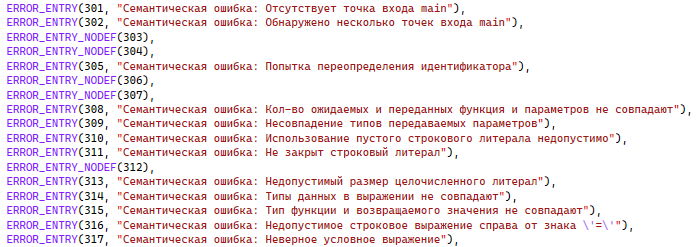 ERROR_ENTRY(301, "Семантическая ошибка: Отсутствует точка входа main"),
ERROR_ENTRY(302, "Семантическая ошибка: Обнаружено несколько точек входа main"),
ERROR_ENTRY_NODEF(303),
ERROR_ENTRY_NODEF(304),
ERROR_ENTRY(305, "Семантическая ошибка: Попытка переопределения идентификатора"),
ERROR_ENTRY_NODEF(306),
ERROR_ENTRY_NODEF(307),
ERROR_ENTRY(308, "Семантическая ошибка: Кол-во ожидаемых и переданных функция и параметров не совпадают"),
ERROR_ENTRY(309, "Семантическая ошибка: Несовпадение типов передаваемых параметров"),
ERROR_ENTRY(310, "Семантическая ошибка: Использование пустого строкового литерала недопустимо"),
ERROR_ENTRY(311, "Семантическая ошибка: Не закрыт строковый литерал"),
ERROR_ENTRY_NODEF(312),
ERROR_ENTRY(313, "Семантическая ошибка: Недопустимый размер целочисленного литерал"),
ERROR_ENTRY(314, "Семантическая ошибка: Типы данных в выражении не совпадают"),
ERROR_ENTRY(315, "Семантическая ошибка: Тип функции и возвращаемого значения не совпадают"),
ERROR_ENTRY(316, "Семантическая ошибка: Недопустимое строковое выражение справа от знака \'=\'"),
ERROR_ENTRY(317, "Семантическая ошибка: Неверное условное выражение"),